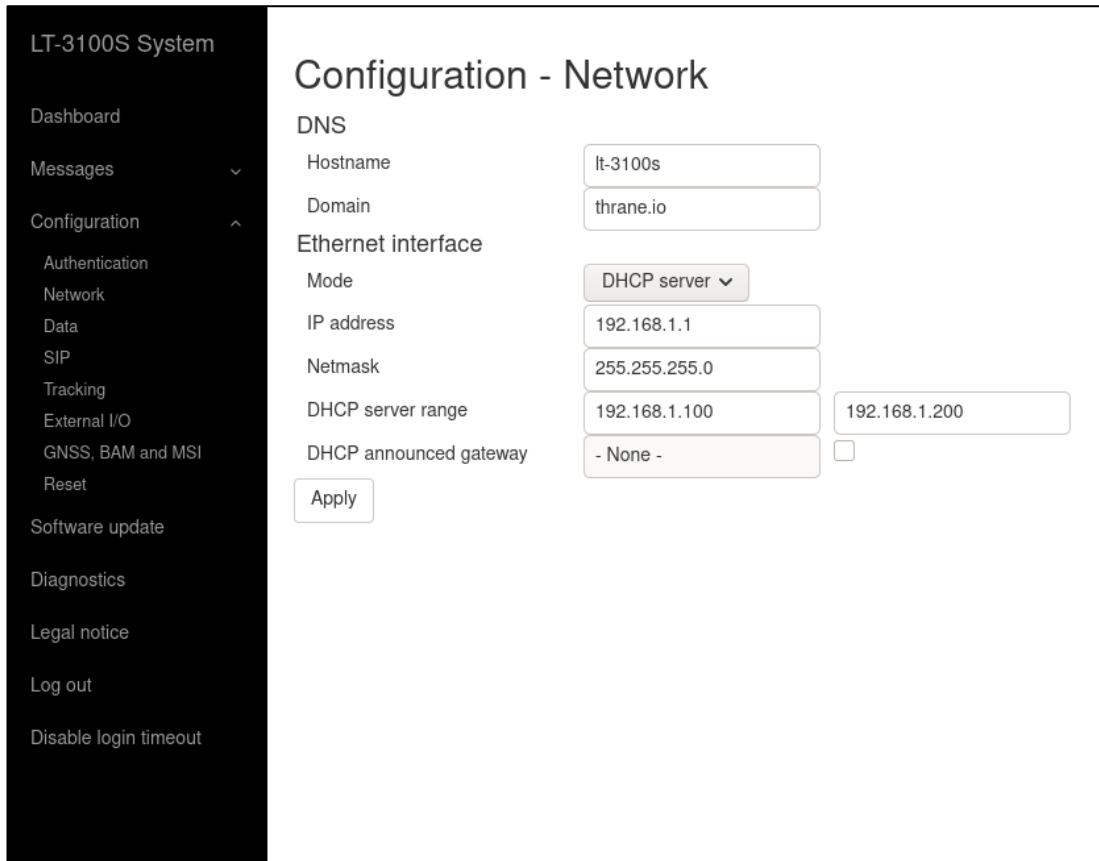 LT-3100S System
Dashboard
Messages
Configuration
Authentication
Network
Data
SIP
Tracking
External I/O
GNSS, BAM and MSI
Reset
Software update
Diagnostics
Legal notice
Log out
Disable login timeout
Configuration - Network
DNS
Hostname lt-3100s
Domain thrane.io
Ethernet interface
Mode DHCP server
IP address 192.168.1.1
Netmask 255.255.255.0
DHCP server range 192.168.1.100 192.168.1.200
DHCP announced gateway - None -
Apply